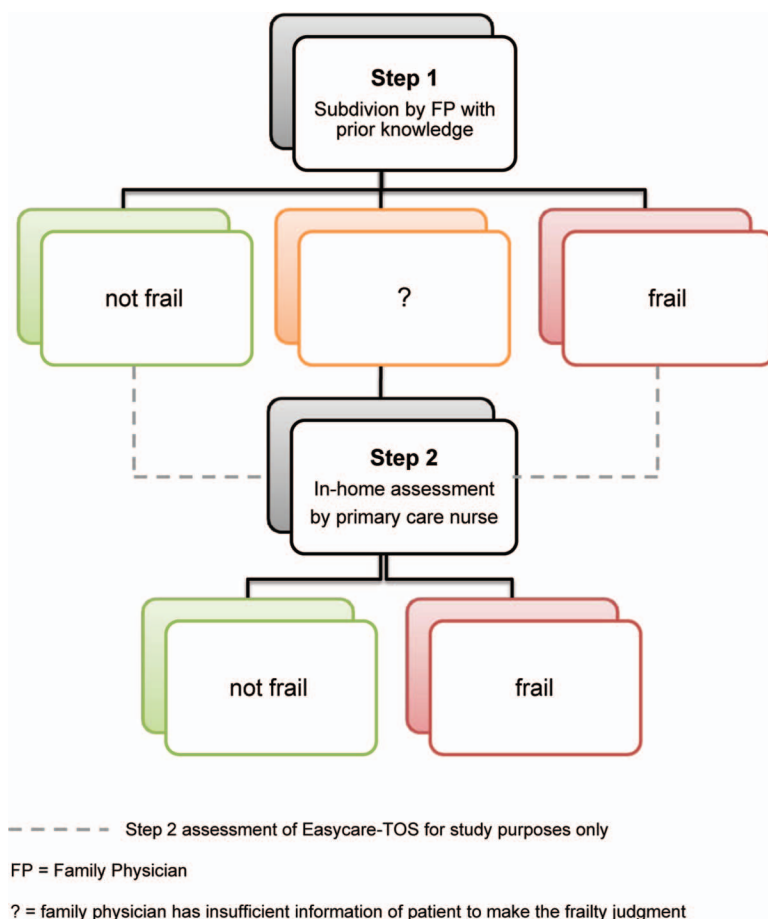 Step 1
Subdivion by FP with
prior knowledge
not frail
?
frail
Step 2
In-home assessment
by primary care nurse
not frail
frail
Step 2 assessment of Easycare-TOS for study purposes only
FP = Family Physician
? = family physician has insufficient information of patient to make the frailty judgment